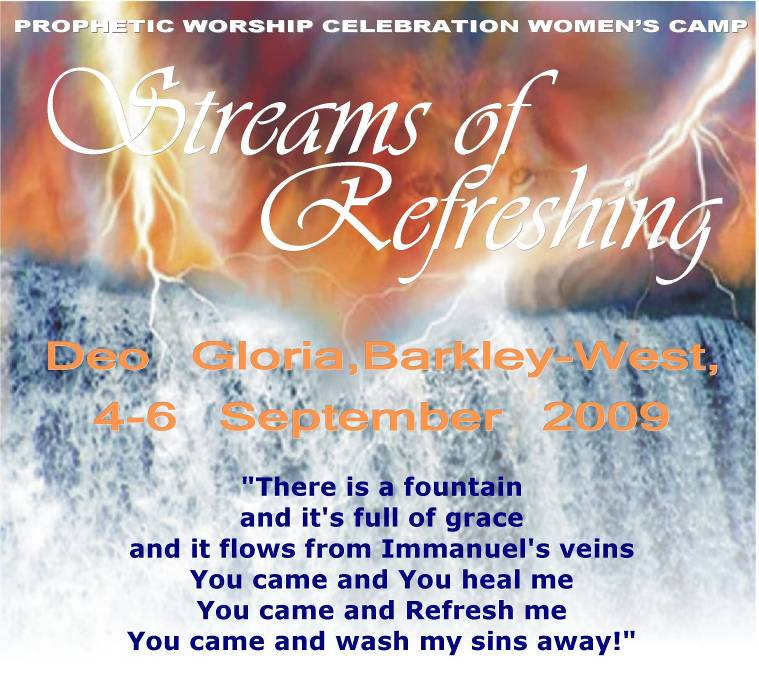 PROPHETIC WORSHIP CELEBRATION WOMEN'S CAMP
Streams of
Refreshing
Deo Gloria,Barkley-West,
4-6 September 2009
"There is a fountain
and it's full of grace
and it flows from Immanuel's veins
You came and You heal me
You came and Refresh me
You came and wash my sins away!"